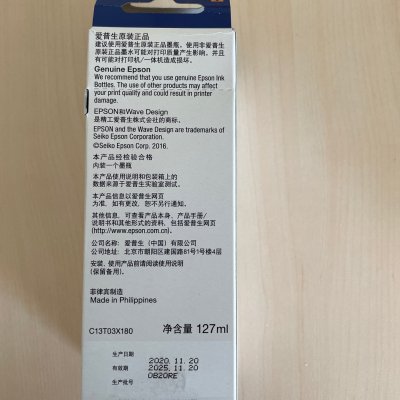 爱普生原装正品
建议使用爱普生原装正品墨瓶。使用非爱普生
原装正品墨水可能对打印质量产生影响，并且
有可能对打印机/一体机造成损坏。
Genuine Epson
We recommend that you use genuine Epson Ink
Bottles. The use of other products may affect
your print quality and could result in printer
damage.
EPSON和Wave Design
是精工爱普生株式会社的商标。
EPSON and the Wave Design are trademarks of
Seiko Epson Corporation.
©Seiko Epson Corp. 2016.
本产品经检验合格
内装一个墨瓶
本产品使用说明和包装箱上的
数据来源于爱普生实验室测试。
本产品信息以爱普生网页
为准，如有更改，恕不另行通知。
其他信息，可查看产品本身、产品手册/
说明书和其他形式的资料，包括爱普生网页
(http://www.epson.com.cn)。
公司名称：爱普生（中国）有限公司
公司地址：北京市朝阳区建国路81号1号楼4层
安装、使用产品前请阅读使用说明
(保留备用)。
菲律宾制造
Made in Philippines
C13T03X180 净含量 127ml
生产日期 2020.11.20
有效期 2025.11.20
生产批号 0B20RE